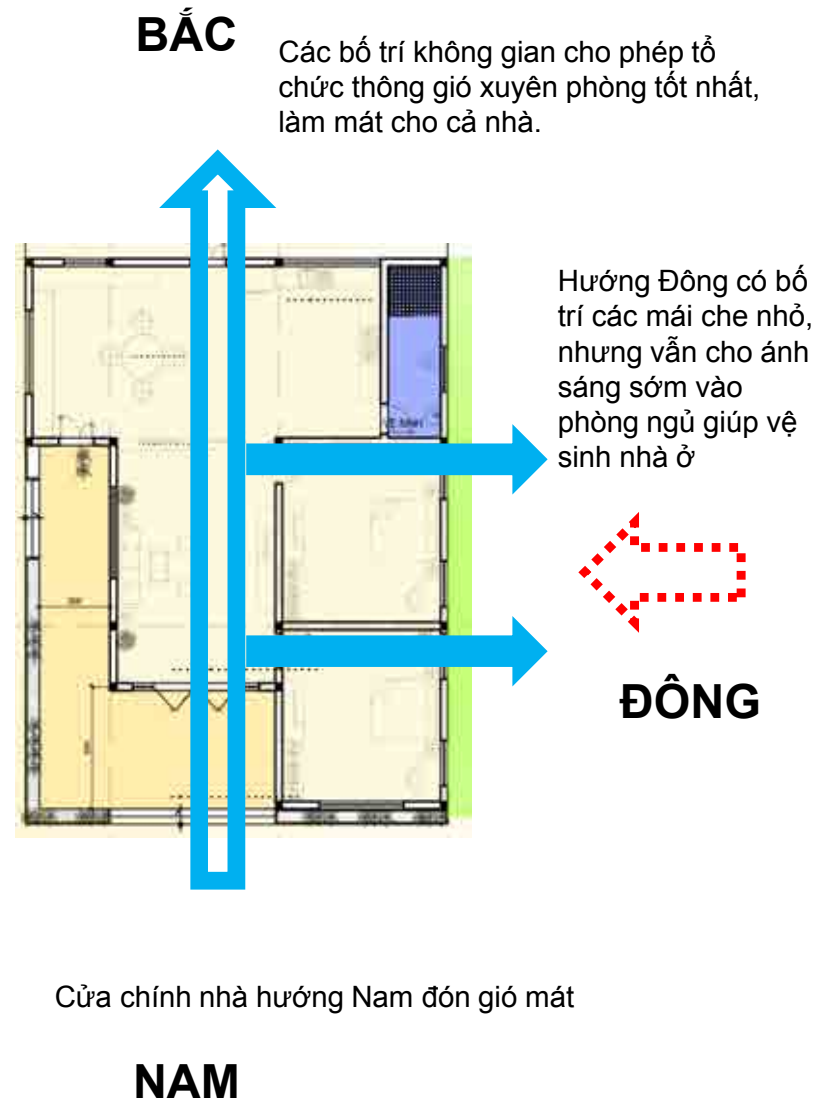 BẮC
Các bố trí không gian cho phép tổ
chức thông gió xuyên phòng tốt nhất,
làm mát cho cả nhà.
Hướng Đông có bố
trí các mái che nhỏ,
nhưng vẫn cho ánh
sáng sớm vào
phòng ngủ giúp vệ
sinh nhà ở
ĐÔNG
Cửa chính nhà hướng Nam đón gió mát
NAM